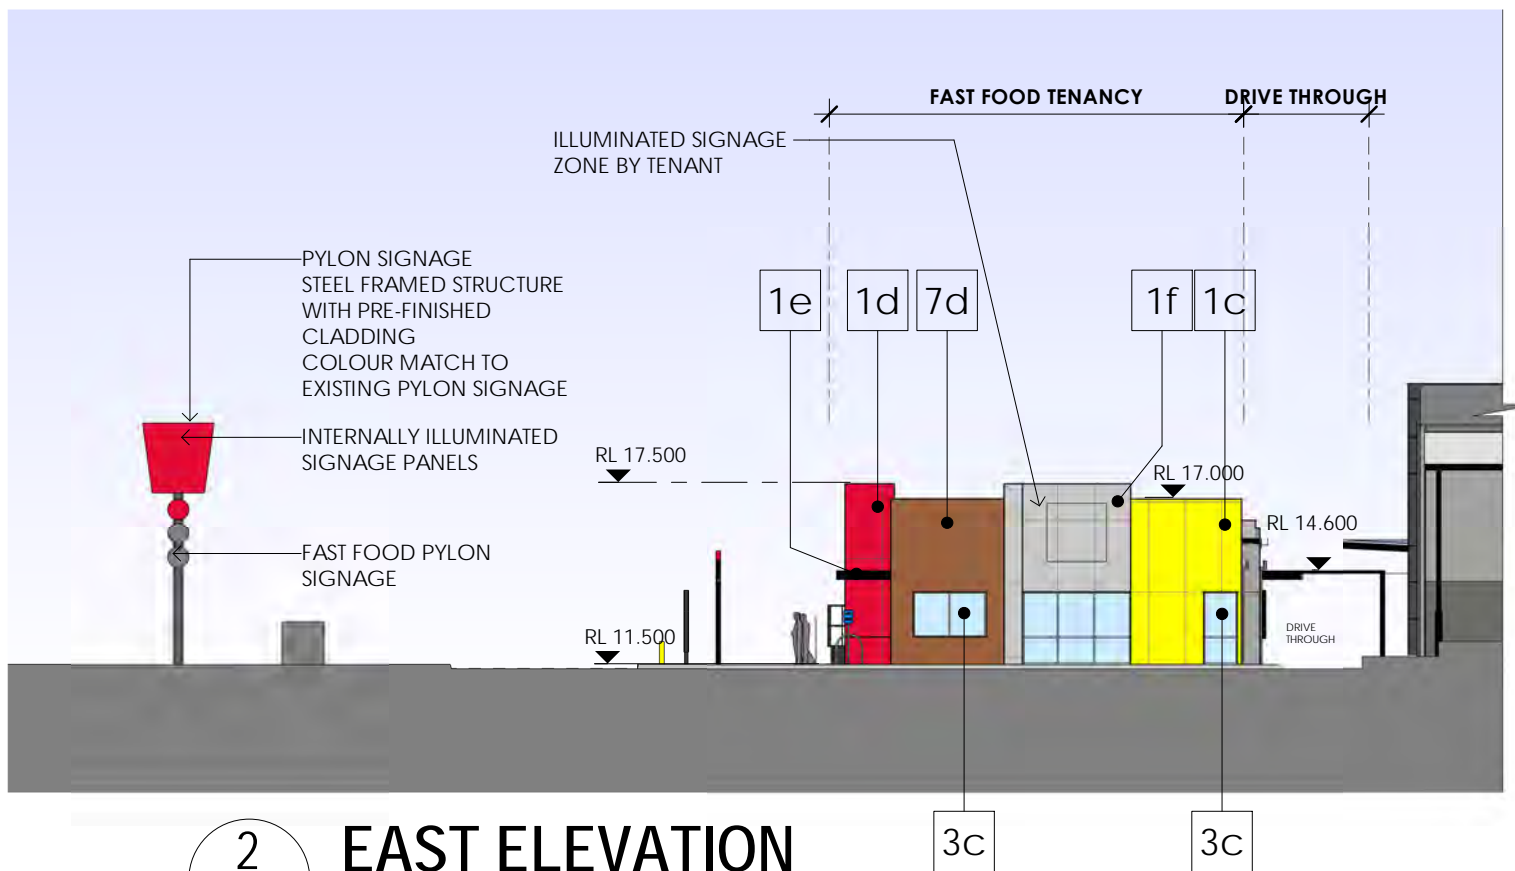 FAST FOOD TENANCY
DRIVE THROUGH
ILLUMINATED SIGNAGE
ZONE BY TENANT
PYLON SIGNAGE
STEEL FRAMED STRUCTURE
WITH PRE-FINISHED
CLADDING
COLOUR MATCH TO
EXISTING PYLON SIGNAGE
1e
1d
7d
1f
1c
INTERNALLY ILLUMINATED
SIGNAGE PANELS
RL 17.500
RL 17.000
RL 14.600
FAST FOOD PYLON
SIGNAGE
RL 11.500
DRIVE
THROUGH
2
EAST ELEVATION
3c
3c